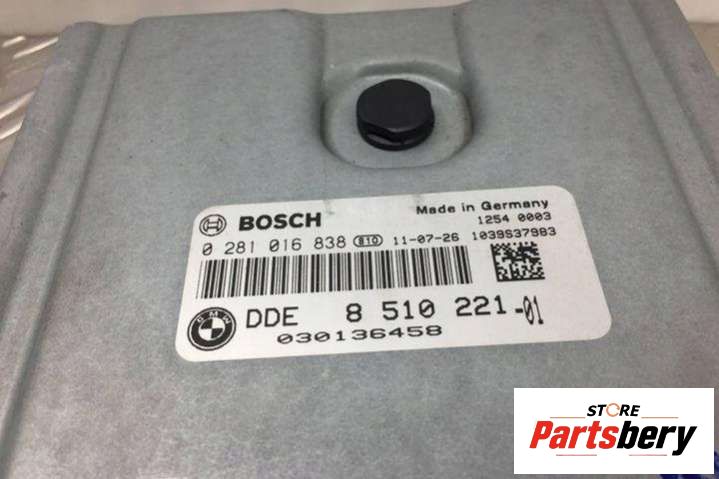 BOSCH
Made in Germany
1254 0003
0 281 016 838 B10 11-07-26 1039S37983
BMW
DDE 8 510 221-01
030136458
STORE
Partsbery